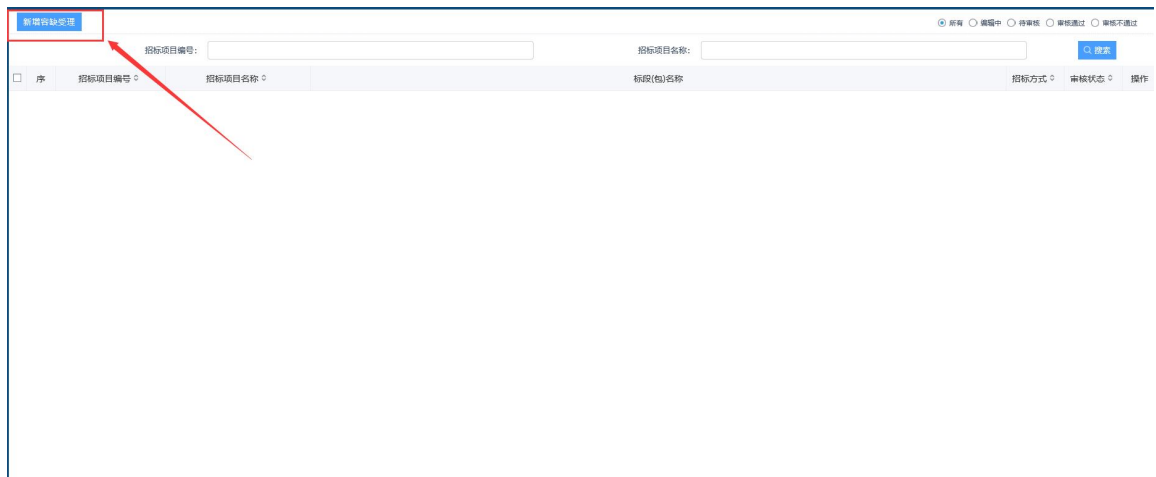 新增容缺受理
所有 编辑中 待审核 审核通过 审核不通过
招标项目编号: 招标项目名称: 搜索
序 招标项目编号 招标项目名称 标段(包)名称 招标方式 审核状态 操作